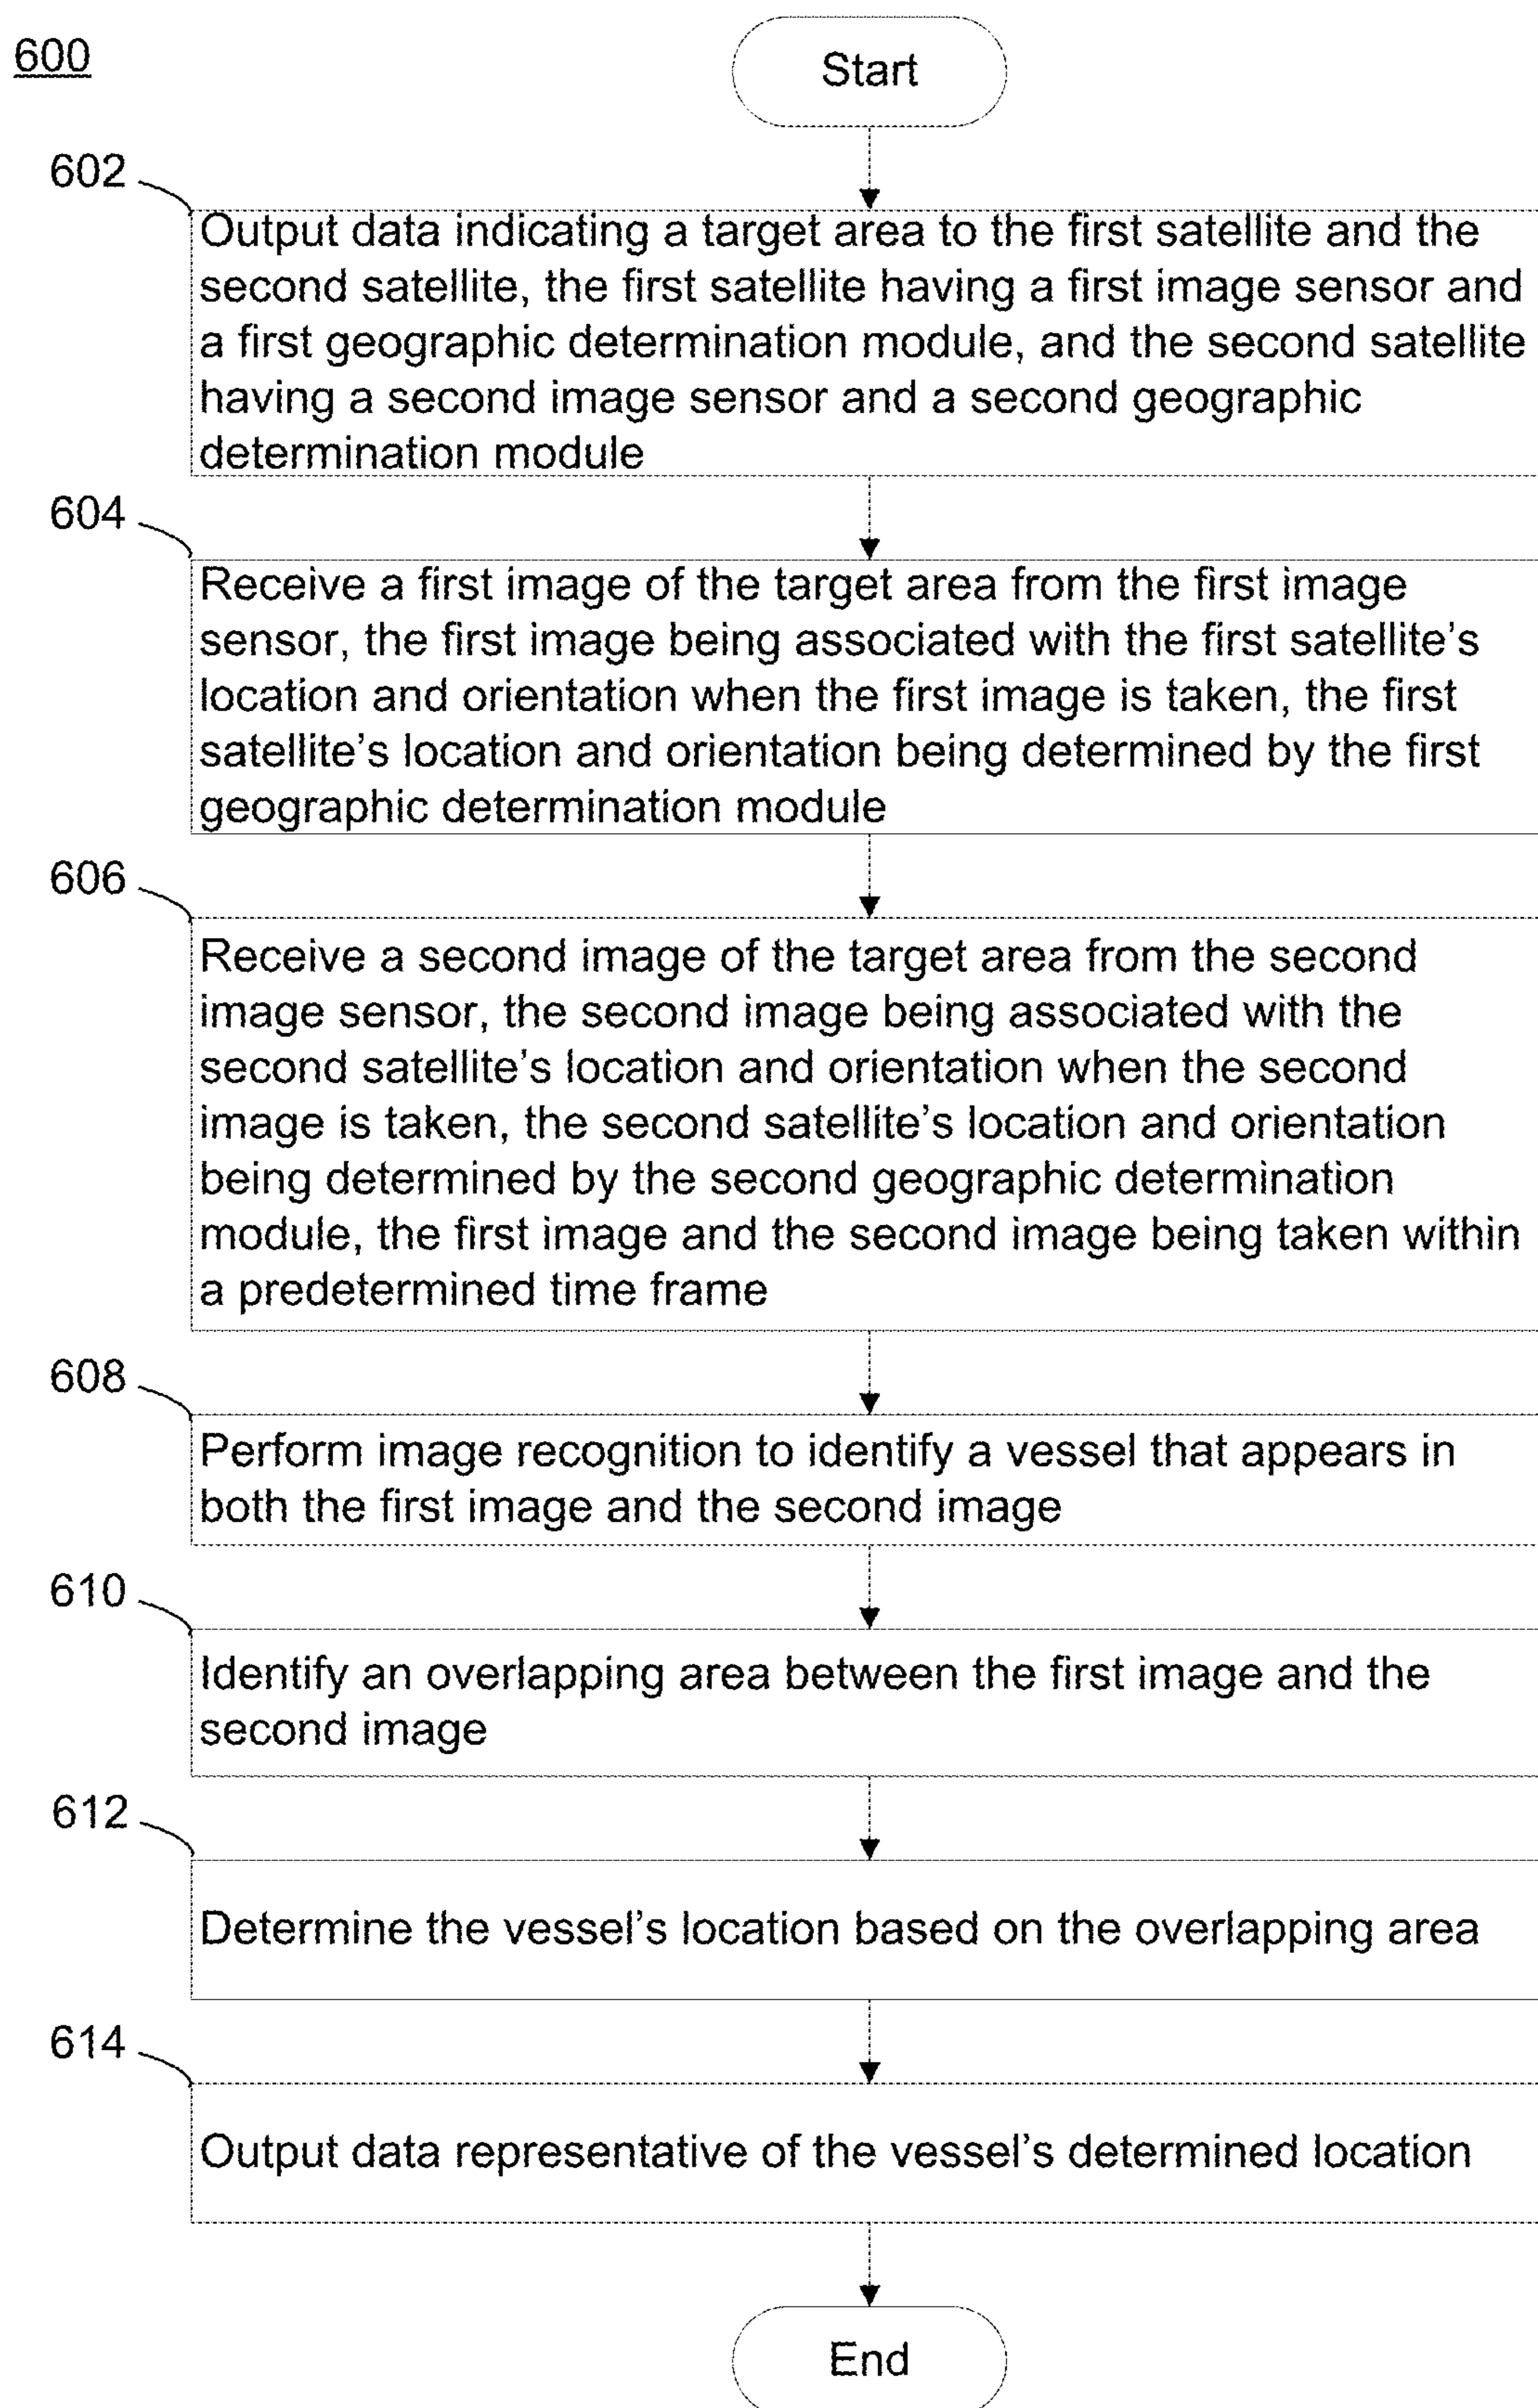 600
Start
602
Output data indicating a target area to the first satellite and the
second satellite, the first satellite having a first image sensor and
a first geographic determination module, and the second satellite
having a second image sensor and a second geographic
determination module
604
Receive a first image of the target area from the first image
sensor, the first image being associated with the first satellite's
location and orientation when the first image is taken, the first
satellite's location and orientation being determined by the first
geographic determination module
606
Receive a second image of the target area from the second
image sensor, the second image being associated with the
second satellite's location and orientation when the second
image is taken, the second satellite's location and orientation
being determined by the second geographic determination
module, the first image and the second image being taken within
a predetermined time frame
608
Perform image recognition to identify a vessel that appears in
both the first image and the second image
610
Identify an overlapping area between the first image and the
second image
612
Determine the vessel's location based on the overlapping area
614
Output data representative of the vessel's determined location
End